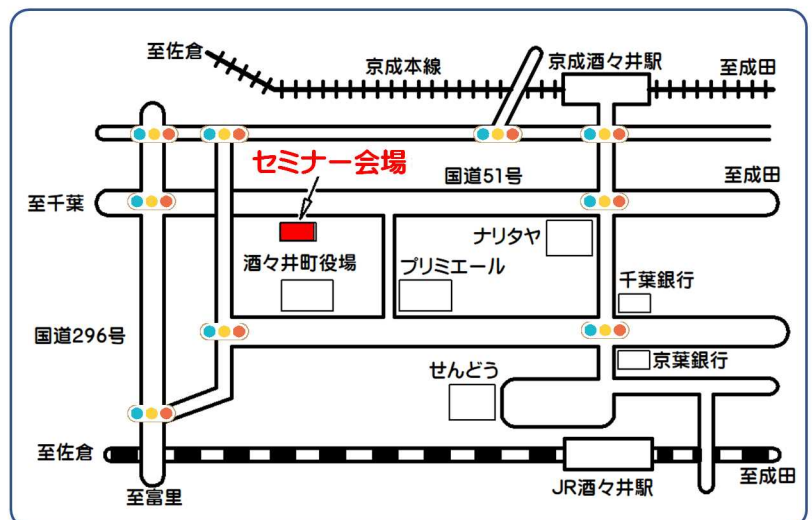 至佐倉
京成本線
京成酒々井駅
至成田
セミナー会場
国道51号
至成田
至千葉
ナリタヤ
酒々井町役場
プリミエール
千葉銀行
国道296号
京葉銀行
せんどう
至佐倉
至富里
JR酒々井駅
至成田